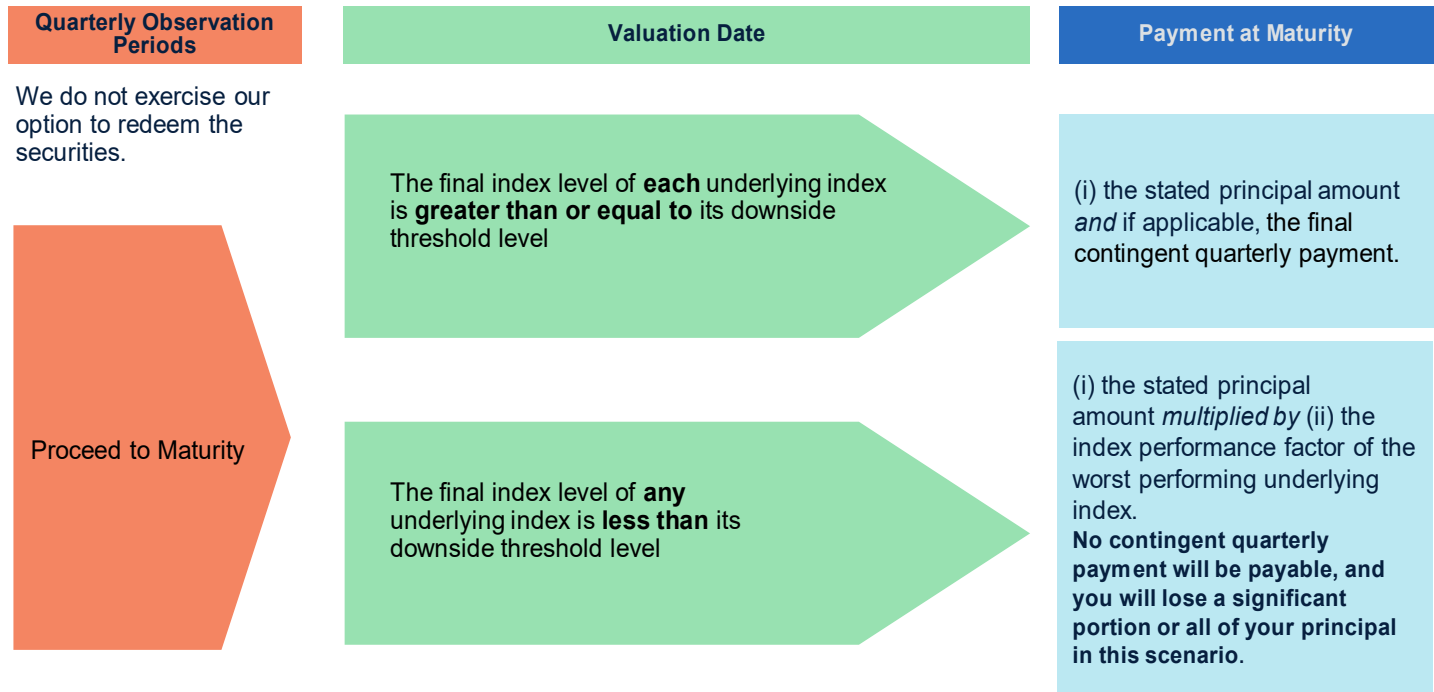 Quarterly Observation
Periods
Valuation Date
Payment at Maturity
We do not exercise our
option to redeem the
securities.
Proceed to Maturity
The final index level of each underlying index
is greater than or equal to its downside
threshold level
(i) the stated principal amount
and if applicable, the final
contingent quarterly payment.
The final index level of any
underlying index is less than its
downside threshold level
(i) the stated principal
amount multiplied by (ii) the
index performance factor of the
worst performing underlying
index.
No contingent quarterly
payment will be payable, and
you will lose a significant
portion or all of your principal
in this scenario.